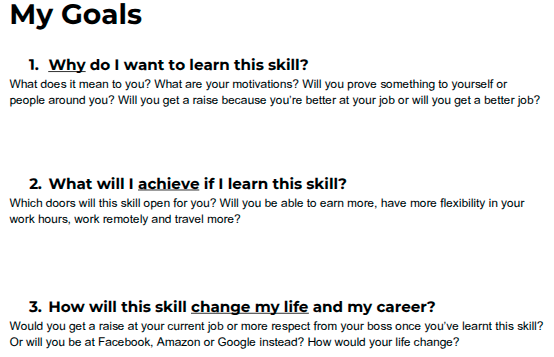 My Goals
1. Why do I want to learn this skill?
What does it mean to you? What are your motivations? Will you prove something to yourself or
people around you? Will you get a raise because you're better at your job or will you get a better job?
2. What will I achieve if I learn this skill?
Which doors will this skill open for you? Will you be able to earn more, have more flexibility in your
work hours, work remotely and travel more?
3. How will this skill change my life and my career?
Would you get a raise at your current job or more respect from your boss once you've learnt this skill?
Or will you be at Facebook, Amazon or Google instead? How would your life change?